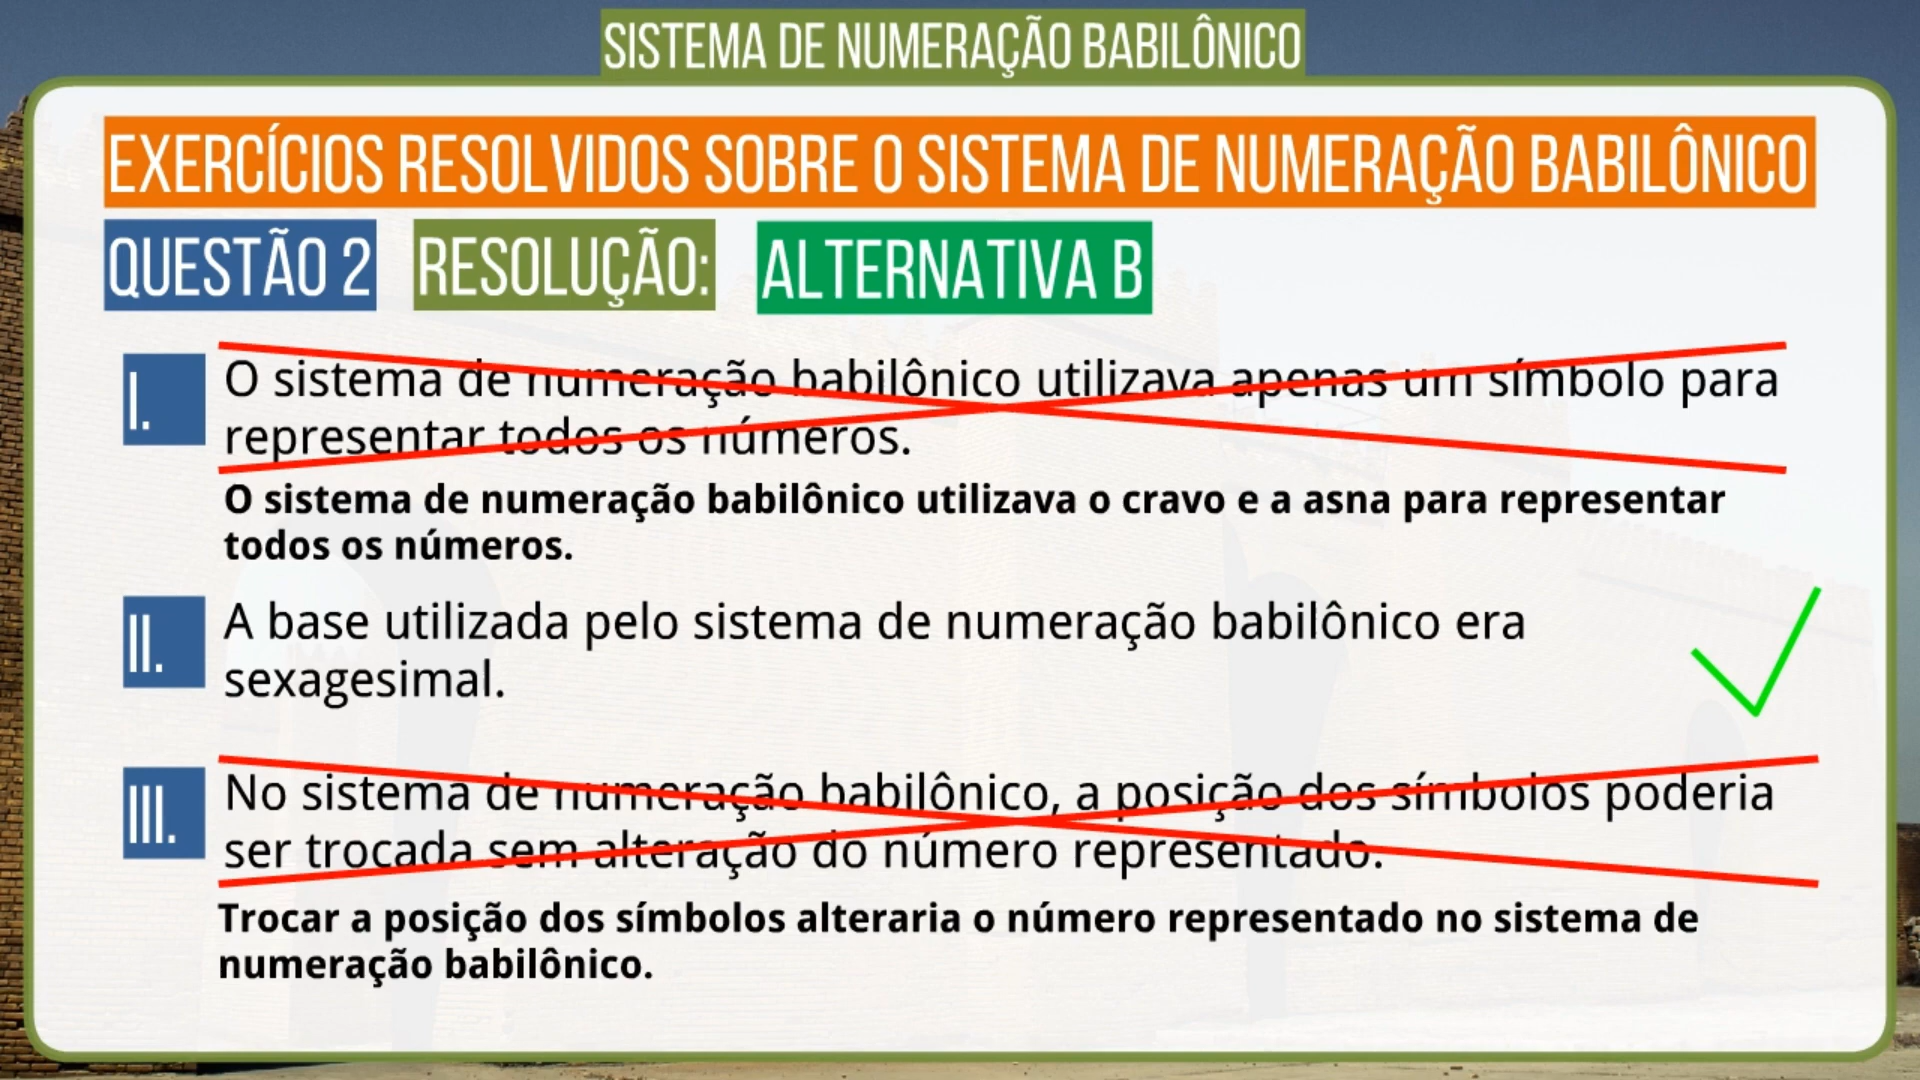 SISTEMA DE NUMERAÇÃO BABILÔNICO
EXERCÍCIOS RESOLVIDOS SOBRE O SISTEMA DE NUMERAÇÃO BABILÔNICO
QUESTÃO 2 RESOLUÇÃO: ALTERNATIVA B
I. O sistema de numeração babilônico utilizava apenas um símbolo para
representar todos os números.
O sistema de numeração babilônico utilizava o cravo e a asna para representar
todos os números.
II. A base utilizada pelo sistema de numeração babilônico era
sexagesimal.
III. No sistema de numeração babilônico, a posição dos símbolos poderia
ser trocada sem alteração do número representado.
Trocar a posição dos símbolos alteraria o número representado no sistema de
numeração babilônico.